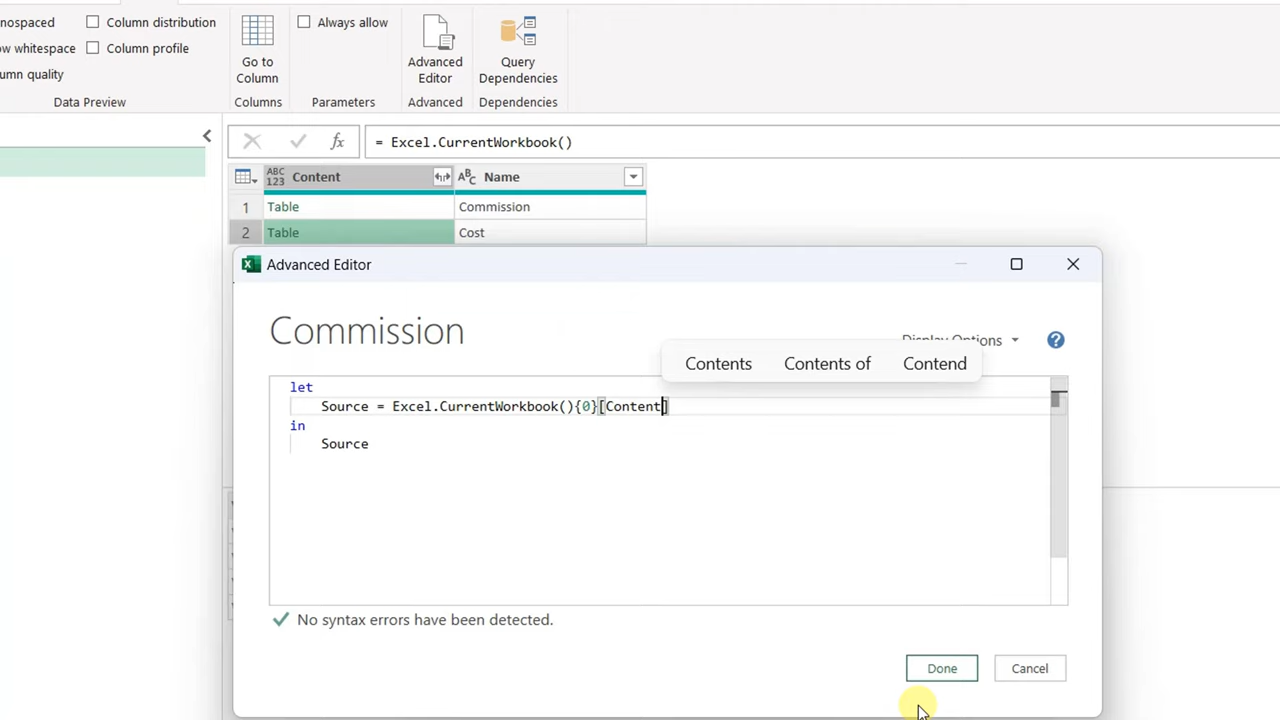 nospaced
Column distribution
w whitespace
Column profile
umn quality
Data Preview
Go to
Column
Columns
Always allow
Parameters
Advanced
Editor
Advanced
Query
Dependencies
Dependencies
fx
= Excel.CurrentWorkbook()
ABC
123
Content
ABC
Name
1
Table
Commission
2
Table
Cost
Advanced Editor
Commission
Display Options
?
Contents
Contents of
Contend
let
Source = Excel.CurrentWorkbook(){0}[Content]
in
Source
No syntax errors have been detected.
Done
Cancel